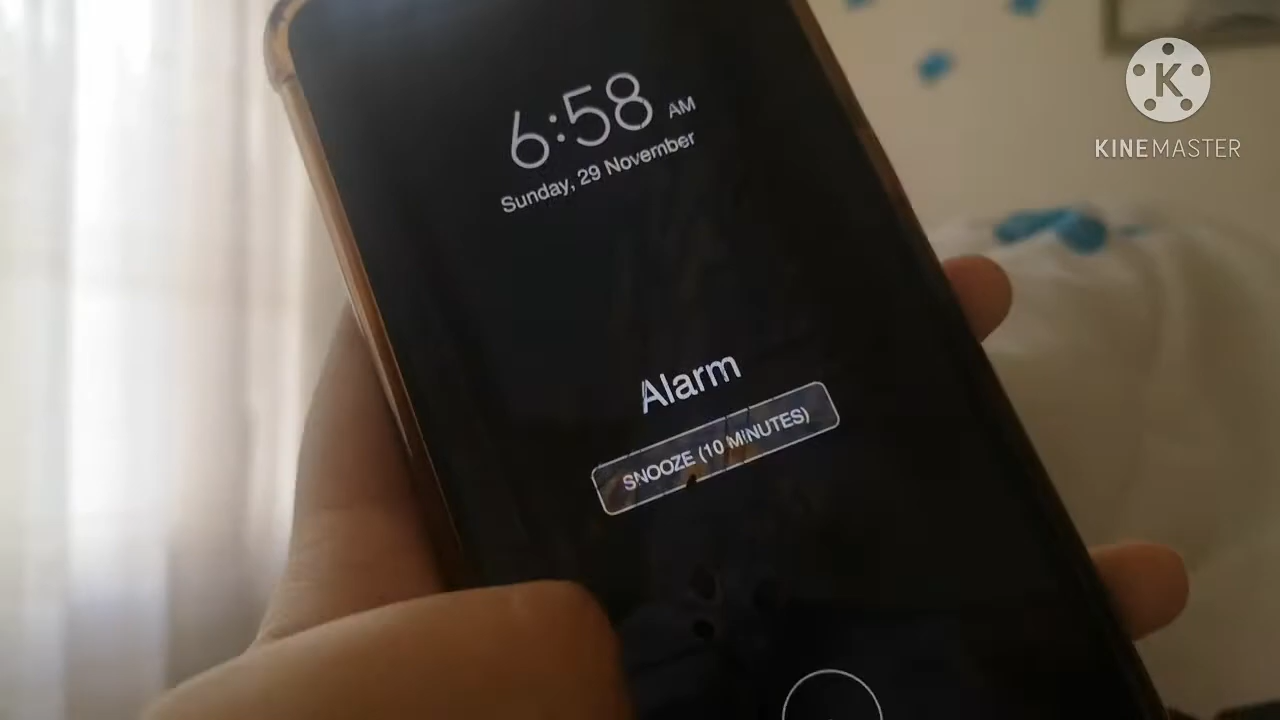 6:58 AM
Sunday, 29 November
Alarm
SNOOZE (10 MINUTES)
K
KINEMASTER